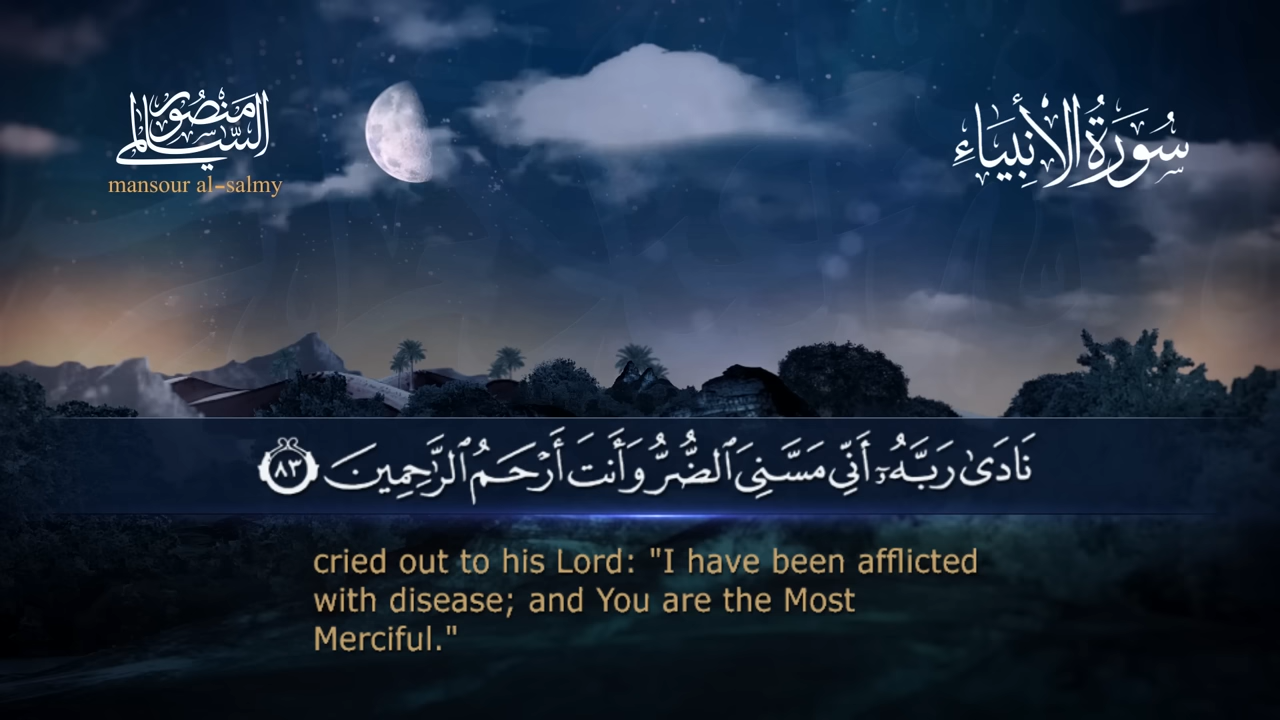 منصور السالمي
mansour al-salmy
سُورَةُ الأَنبِيَاء
نَادَىٰ رَبَّهُۥٓ أَنِّي مَسَّنِيَ ٱلضُّرُّ وَأَنتَ أَرْحَمُ ٱلرَّٰحِمِينَ ٨٣
cried out to his Lord: "I have been afflicted
with disease; and You are the Most
Merciful."